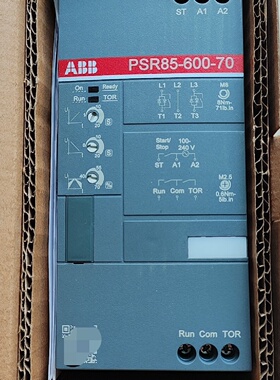 ST A1 A2
ABB PSR85-600-70
On Ready
Run TOR
L1 L2 L3
T1 T2 T3
Start/
Stop
100-
240 V
ST A1 A2
Run Com TOR
M2.5
Run Com TOR